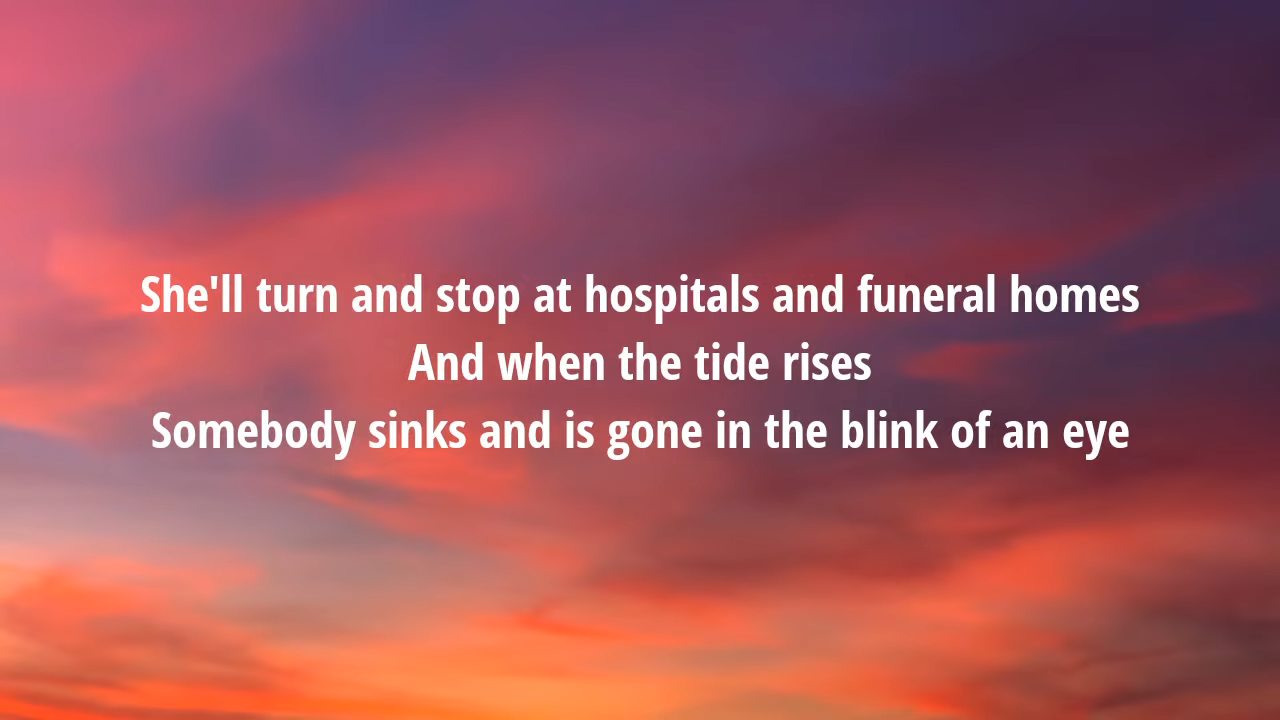 She'll turn and stop at hospitals and funeral homes
And when the tide rises
Somebody sinks and is gone in the blink of an eye